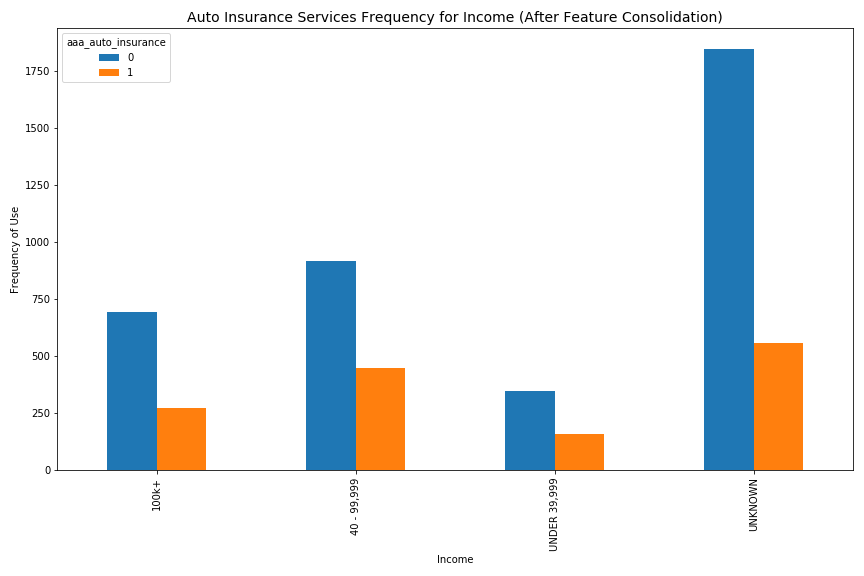 Auto Insurance Services Frequency for Income (After Feature Consolidation)
aaa_auto_insurance
0
1
Frequency of Use
1750
1500
1250
1000
750
500
250
0
100k+
40 - 99,999
UNDER 39,999
UNKNOWN
Income